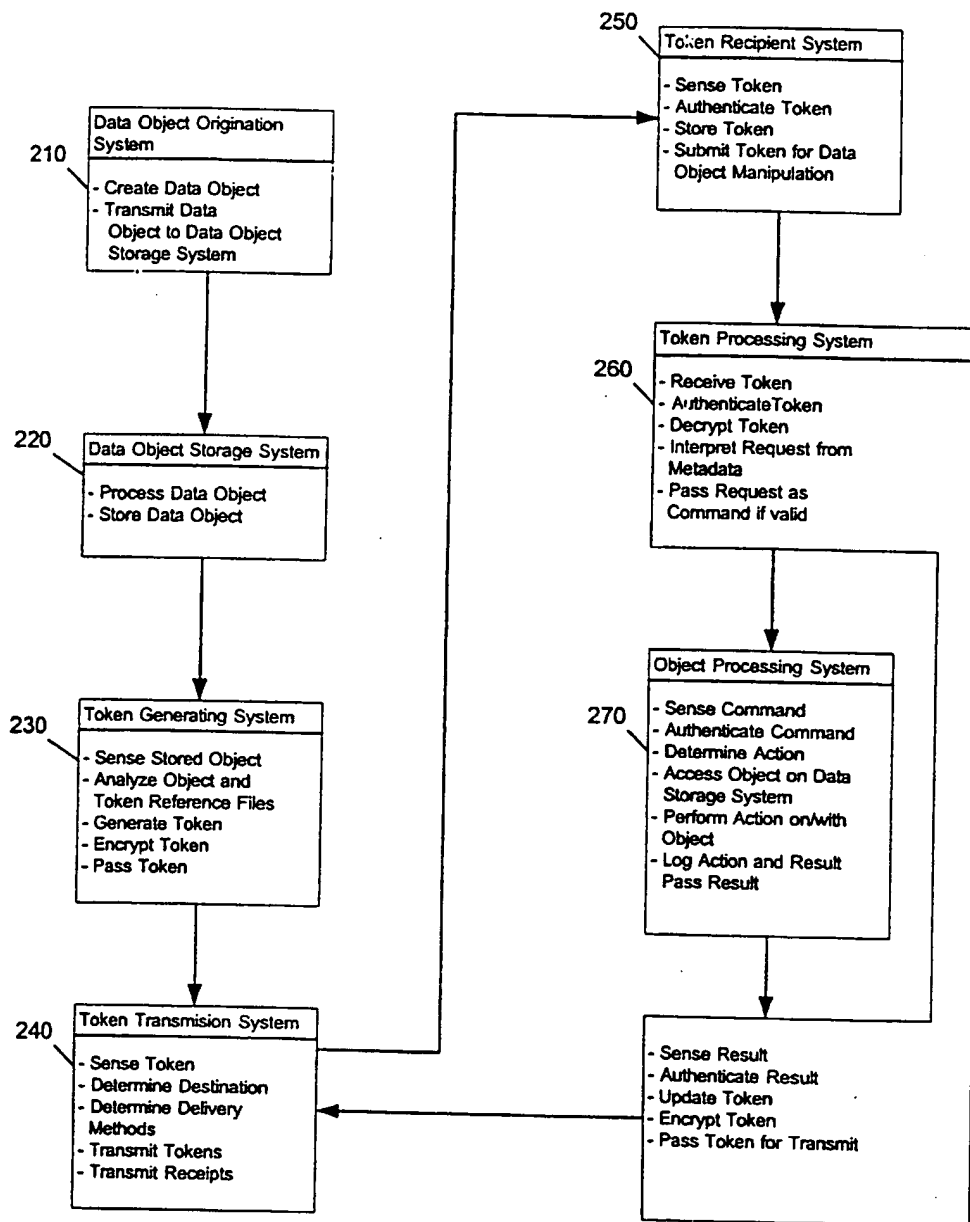 210
Data Object Origination
System
- Create Data Object
- Transmit Data
Object to Data Object
Storage System
220
Data Object Storage System
- Process Data Object
- Store Data Object
230
Token Generating System
- Sense Stored Object
- Analyze Object and
Token Reference Files
- Generate Token
- Encrypt Token
- Pass Token
240
Token Transmision System
- Sense Token
- Determine Destination
- Determine Delivery
Methods
- Transmit Tokens
- Transmit Receipts
250
Token Recipient System
- Sense Token
- Authenticate Token
- Store Token
- Submit Token for Data
Object Manipulation
260
Token Processing System
- Receive Token
- AuthenticateToken
- Decrypt Token
- Interpret Request from
Metadata
- Pass Request as
Command if valid
270
Object Processing System
- Sense Command
- Authenticate Command
- Determine Action
- Access Object on Data
Storage System
- Perform Action on/with
Object
- Log Action and Result
Pass Result
- Sense Result
- Authenticate Result
- Update Token
- Encrypt Token
- Pass Token for Transmit